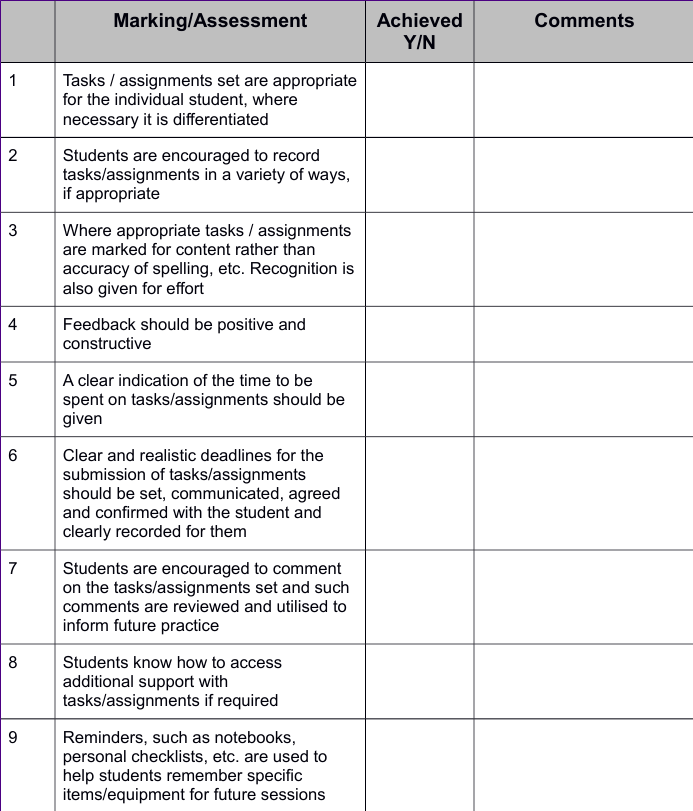 Marking/Assessment
Achieved
Y/N
Comments
1
Tasks / assignments set are appropriate
for the individual student, where
necessary it is differentiated
2
Students are encouraged to record
tasks/assignments in a variety of ways,
if appropriate
3
Where appropriate tasks / assignments
are marked for content rather than
accuracy of spelling, etc. Recognition is
also given for effort
4
Feedback should be positive and
constructive
5
A clear indication of the time to be
spent on tasks/assignments should be
given
6
Clear and realistic deadlines for the
submission of tasks/assignments
should be set, communicated, agreed
and confirmed with the student and
clearly recorded for them
7
Students are encouraged to comment
on the tasks/assignments set and such
comments are reviewed and utilised to
inform future practice
8
Students know how to access
additional support with
tasks/assignments if required
9
Reminders, such as notebooks,
personal checklists, etc. are used to
help students remember specific
items/equipment for future sessions